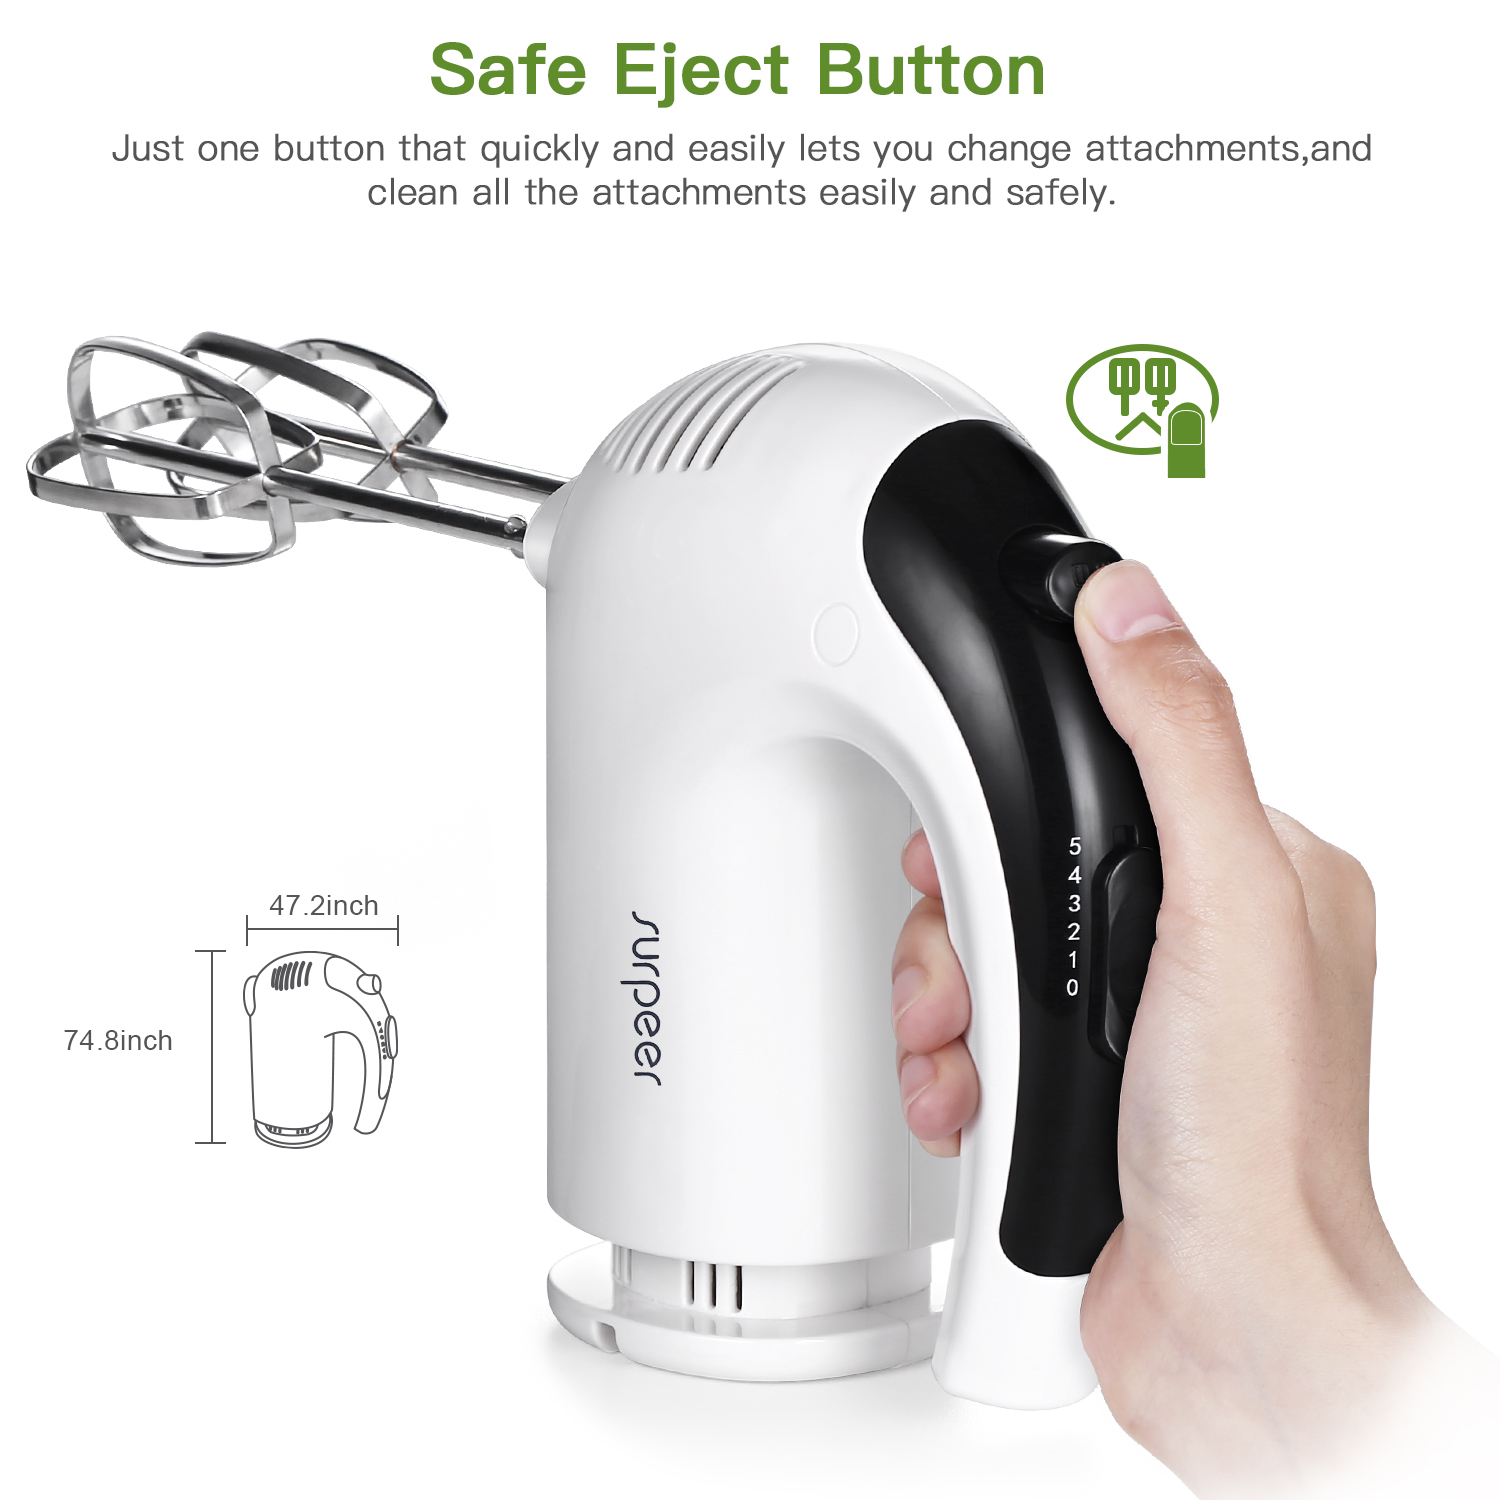 Safe Eject Button
Just one button that quickly and easily lets you change attachments,and
clean all the attachments easily and safely.
5
4
3
2
1
0
surpeer
47.2inch
74.8inch